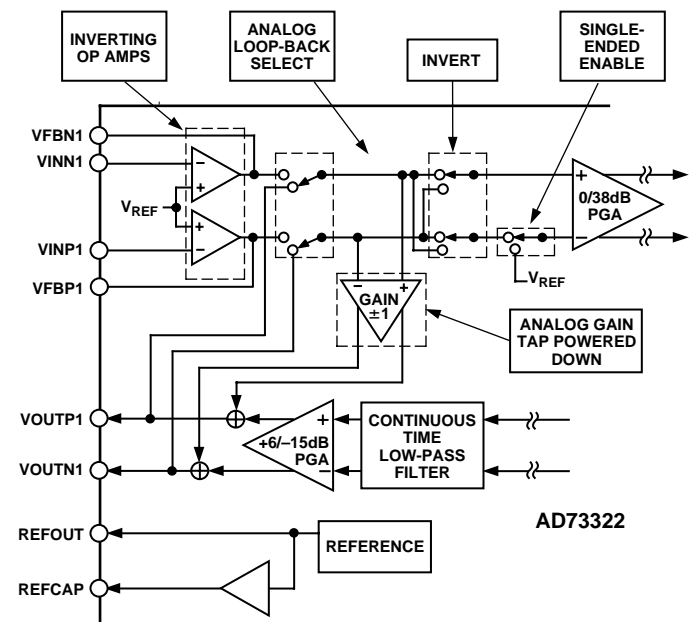 INVERTING
OP AMPS
ANALOG
LOOP-BACK
SELECT
INVERT
SINGLE-
ENDED
ENABLE
VFBN1
VINN1
VREF
VINP1
VFBP1
–
+
+
–
+
0/38dB
PGA
–
VREF
–
+
GAIN
±1
ANALOG GAIN
TAP POWERED
DOWN
VOUTP1
VOUTN1
+
+6/–15dB
PGA
–
CONTINUOUS
TIME
LOW-PASS
FILTER
AD73322
REFOUT
REFERENCE
REFCAP